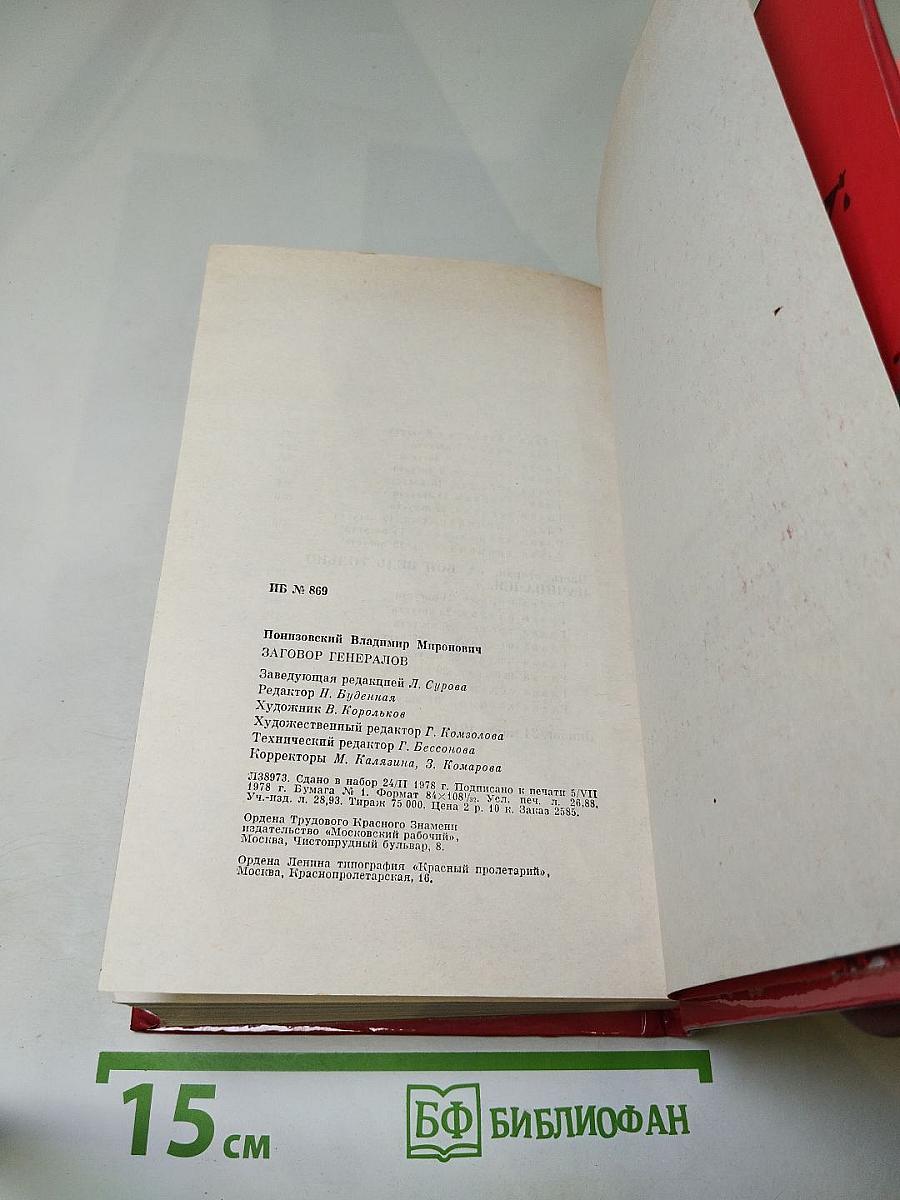 ИБ № 869
Понизовский Владимир Миронович
ЗАГОВОР ГЕНЕРАЛОВ
Заведующая редакцией Л. Сурова
Редактор Н. Буденная
Художник В. Корольков
Художественный редактор Г. Комзолова
Технический редактор Г. Бессонова
Корректоры М. Калязина, З. Комарова
Л38973. Сдано в набор 24/II 1978 г. Подписано к печати 5/VII
1978 г. Бумага № 1. Формат 84×108¹/₃₂. Усл. печ. л. 26,88.
Уч.-изд. л. 28,93. Тираж 75 000. Цена 2 р. 10 к. Заказ 2585.
Ордена Трудового Красного Знамени
издательство «Московский рабочий»,
Москва, Чистопрудный бульвар, 8.
Ордена Ленина типография «Красный пролетарий»,
Москва, Краснопролетарская, 16.
15 см
БФ БИБЛИОФАН